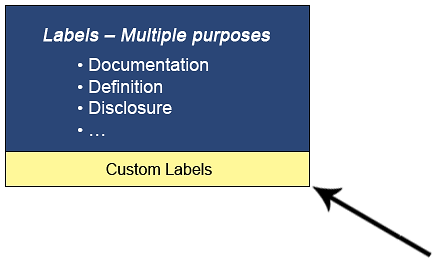 Labels – Multiple purposes
• Documentation
• Definition
• Disclosure
• …
Custom Labels